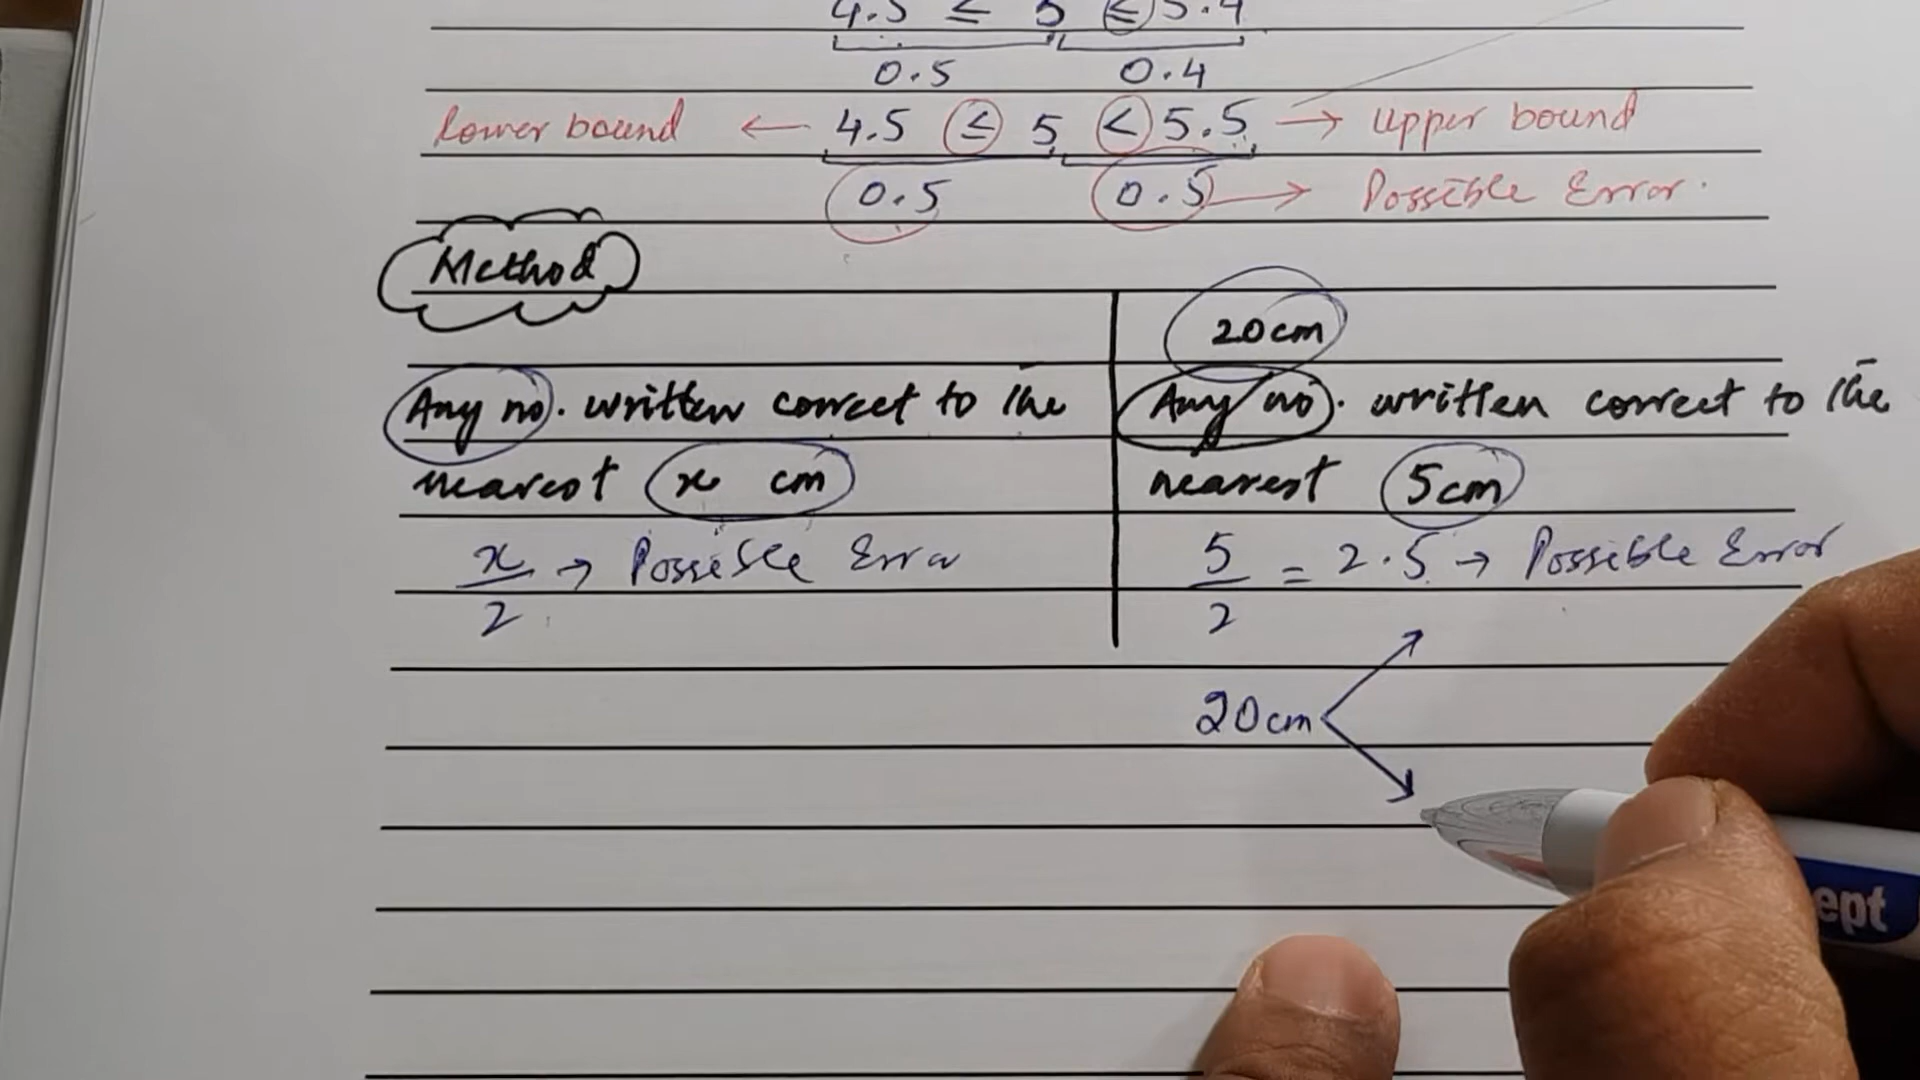 4.5 ≤ 5 ≤ 5.4
0.5 0.4
Lower bound ← 4.5 ≤ 5 < 5.5 → Upper bound
0.5 0.5 → Possible Error.
Method
20cm
Any no. written correct to the
nearest x cm
x/2 → Possible Error
Any no. written correct to the
nearest 5cm
5/2 = 2.5 → Possible Error
20cm
ept